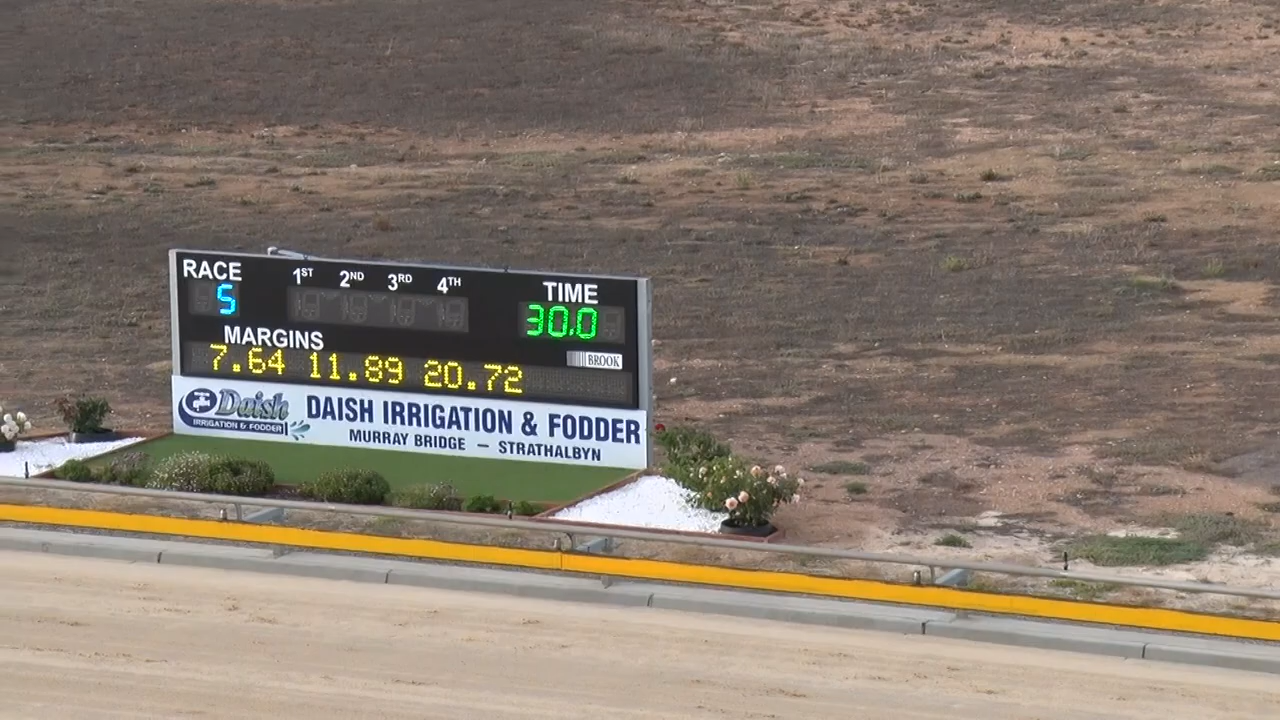 RACE 1ST 2ND 3RD 4TH TIME
5 30.0
MARGINS
BROOK
7.64 11.89 20.72
Daish
IRRIGATION & FODDER
DAISH IRRIGATION & FODDER
MURRAY BRIDGE — STRATHALBYN